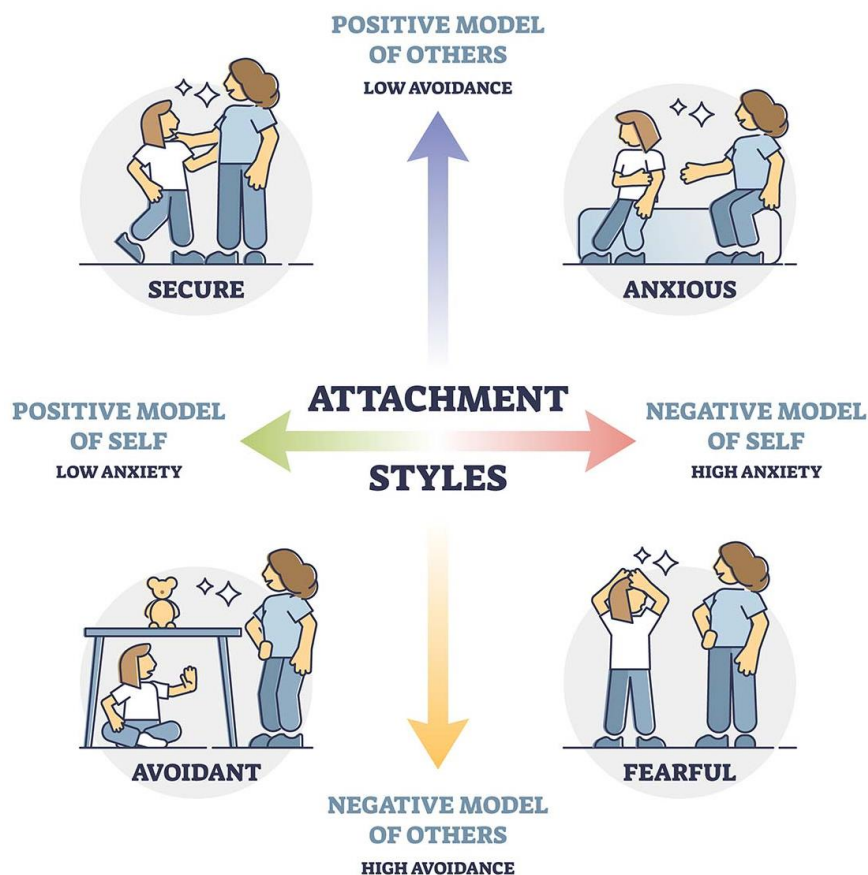 POSITIVE MODEL
OF OTHERS
LOW AVOIDANCE
SECURE
ANXIOUS
POSITIVE MODEL
OF SELF
LOW ANXIETY
ATTACHMENT
STYLES
NEGATIVE MODEL
OF SELF
HIGH ANXIETY
AVOIDANT
FEARFUL
NEGATIVE MODEL
OF OTHERS
HIGH AVOIDANCE